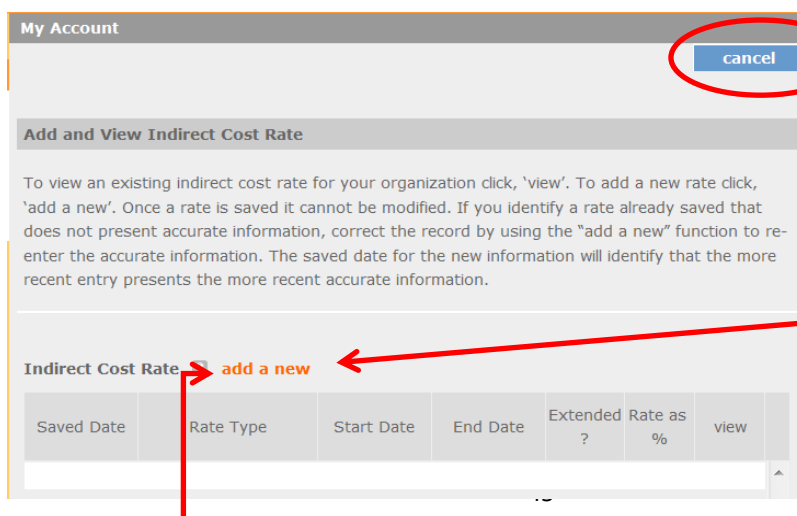 My Account
cancel
Add and View Indirect Cost Rate
To view an existing indirect cost rate for your organization click, ‘view’. To add a new rate click,
‘add a new’. Once a rate is saved it cannot be modified. If you identify a rate already saved that
does not present accurate information, correct the record by using the “add a new” function to re-
enter the accurate information. The saved date for the new information will identify that the more
recent entry presents the more recent accurate information.
Indirect Cost Rate add a new
Saved Date Rate Type Start Date End Date Extended ? Rate as % view